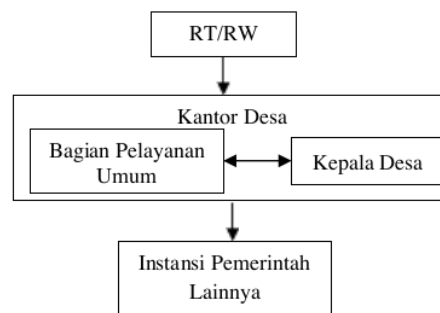 RT/RW
Kantor Desa
Bagian Pelayanan
Umum
Kepala Desa
Instansi Pemerintah
Lainnya